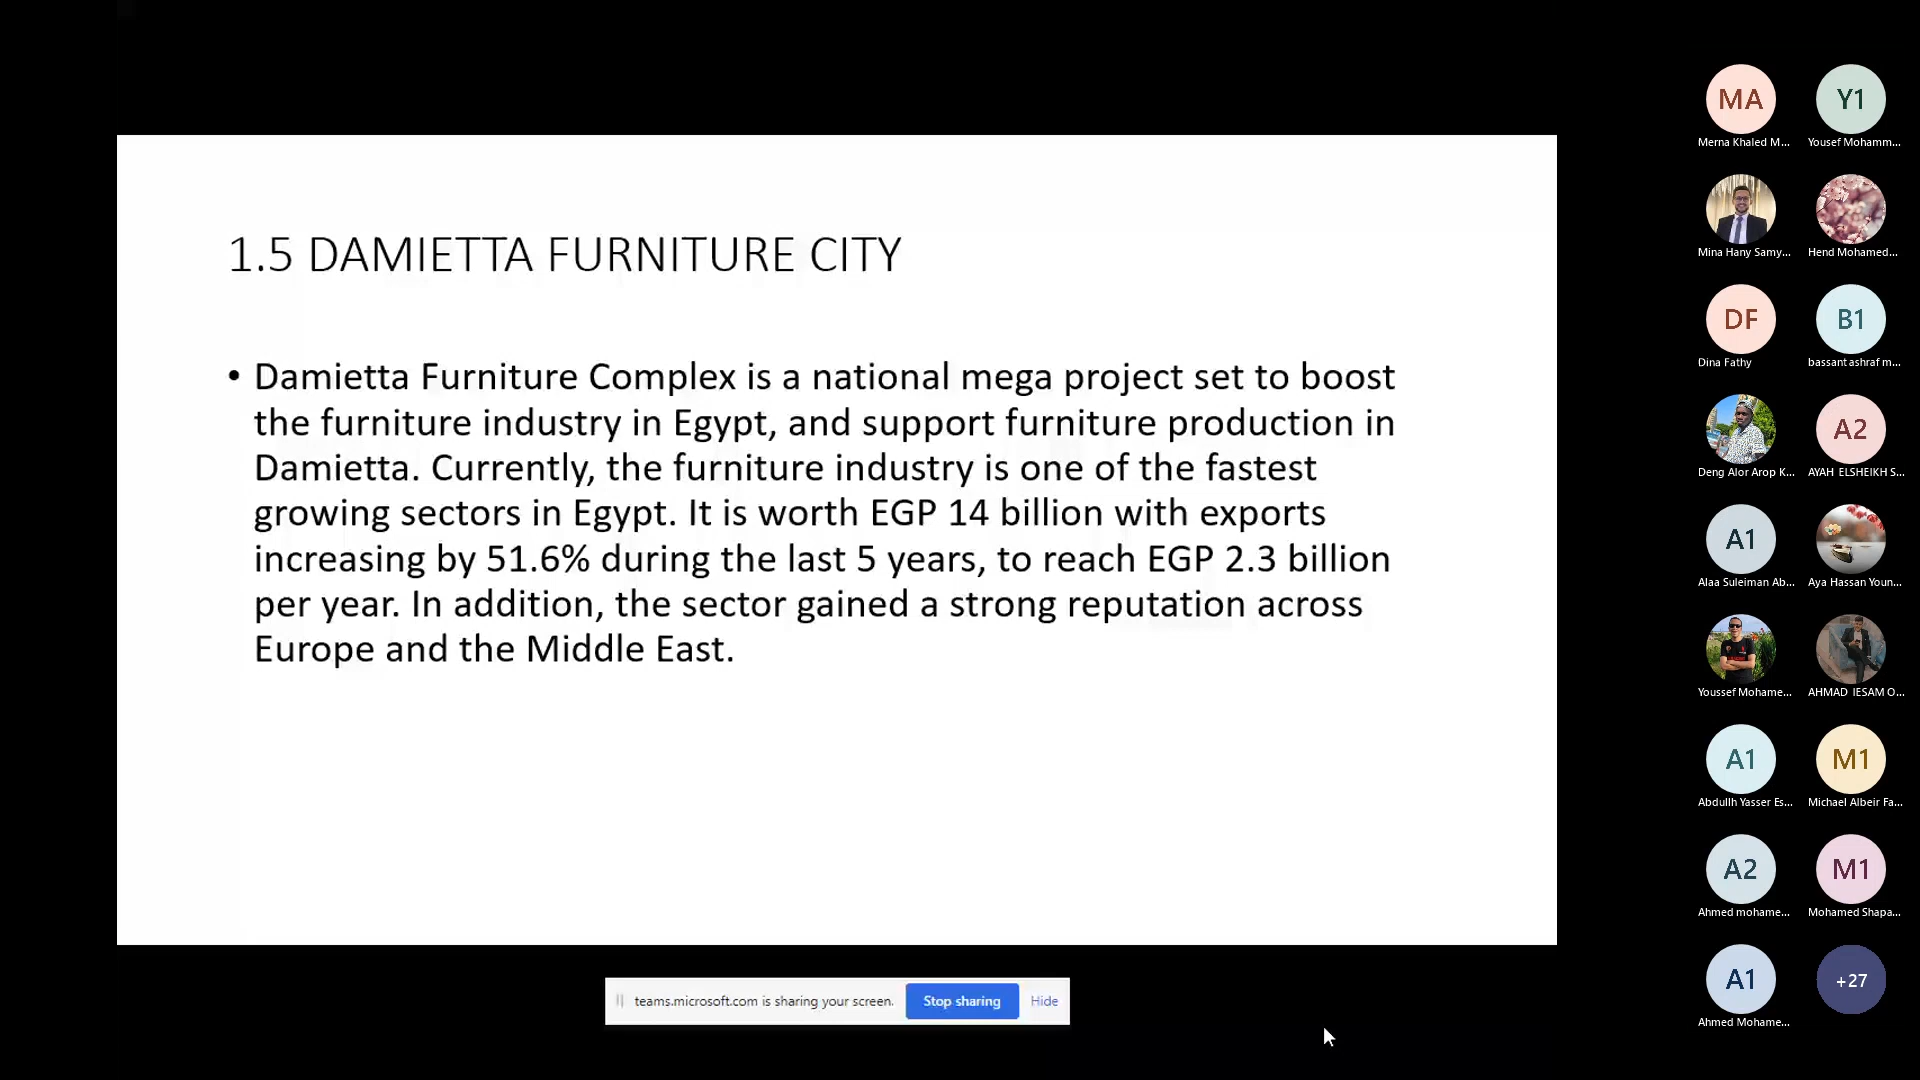 1.5 DAMIETTA FURNITURE CITY
• Damietta Furniture Complex is a national mega project set to boost
the furniture industry in Egypt, and support furniture production in
Damietta. Currently, the furniture industry is one of the fastest
growing sectors in Egypt. It is worth EGP 14 billion with exports
increasing by 51.6% during the last 5 years, to reach EGP 2.3 billion
per year. In addition, the sector gained a strong reputation across
Europe and the Middle East.
teams.microsoft.com is sharing your screen. Stop sharing Hide
MA Y1
Merna Khaled M... Yousef Mohamm...
Mina Hany Samy... Hend Mohamed...
DF B1
Dina Fathy bassant ashraf m...
A2
Deng Alor Arop K... AYAH ELSHEIKH S...
A1
Alaa Suleiman Ab... Aya Hassan Youn...
Youssef Mohame... AHMAD IESAM O...
A1 M1
Abdullh Yasser Es... Michael Albeir Fa...
A2 M1
Ahmed mohame... Mohamed Shapa...
A1 +27
Ahmed Mohame...